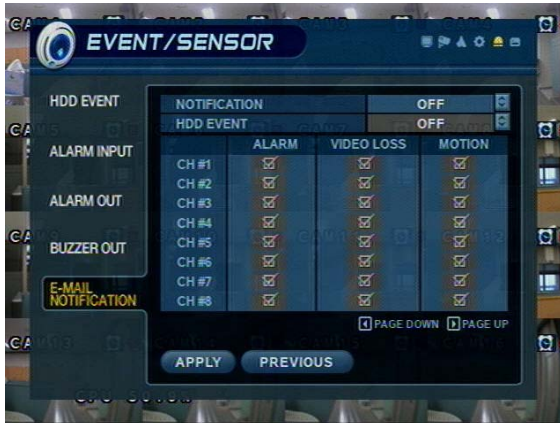 EVENT/SENSOR
HDD EVENT
ALARM INPUT
ALARM OUT
BUZZER OUT
E-MAIL
NOTIFICATION
NOTIFICATION OFF
HDD EVENT OFF
ALARM VIDEO LOSS MOTION
CH #1
CH #2
CH #3
CH #4
CH #5
CH #6
CH #7
CH #8
PAGE DOWN PAGE UP
APPLY PREVIOUS